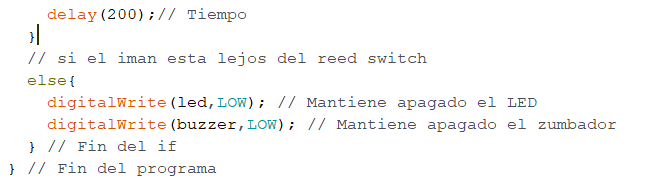 delay(200);// Tiempo
}
// si el iman esta lejos del reed switch
else{
digitalWrite(led,LOW); // Mantiene apagado el LED
digitalWrite(buzzer,LOW); // Mantiene apagado el zumbador
} // Fin del if
} // Fin del programa